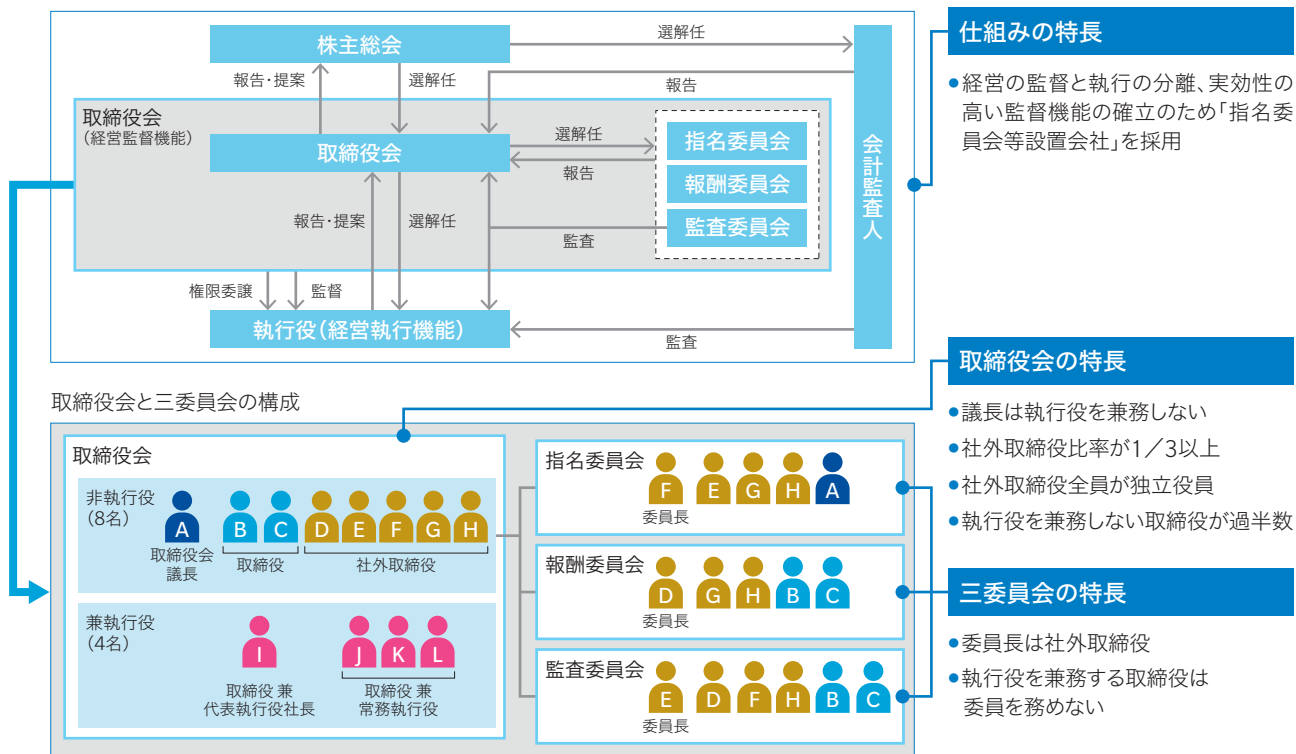 株主総会
選解任
報告・提案
選解任
報告
取締役会
(経営監督機能)
取締役会
選解任
報告
指名委員会
報酬委員会
監査委員会
会計監査人
報告・提案
選解任
監査
権限委譲
監督
執行役(経営執行機能)
監査
仕組みの特長
●経営の監督と執行の分離、実効性の
高い監督機能の確立のため「指名委
員会等設置会社」を採用
取締役会と三委員会の構成
取締役会
非執行役
(8名)
A
B
C
D
E
F
G
H
取締役会
議長
取締役
社外取締役
兼執行役
(4名)
I
J
K
L
取締役 兼
代表執行役社長
取締役 兼
常務執行役
指名委員会
F
E
G
H
A
委員長
報酬委員会
D
G
H
B
C
委員長
監査委員会
E
D
F
H
B
C
委員長
取締役会の特長
●議長は執行役を兼務しない
●社外取締役比率が1/3以上
●社外取締役全員が独立役員
●執行役を兼務しない取締役が過半数
三委員会の特長
●委員長は社外取締役
●執行役を兼務する取締役は
委員を務めない